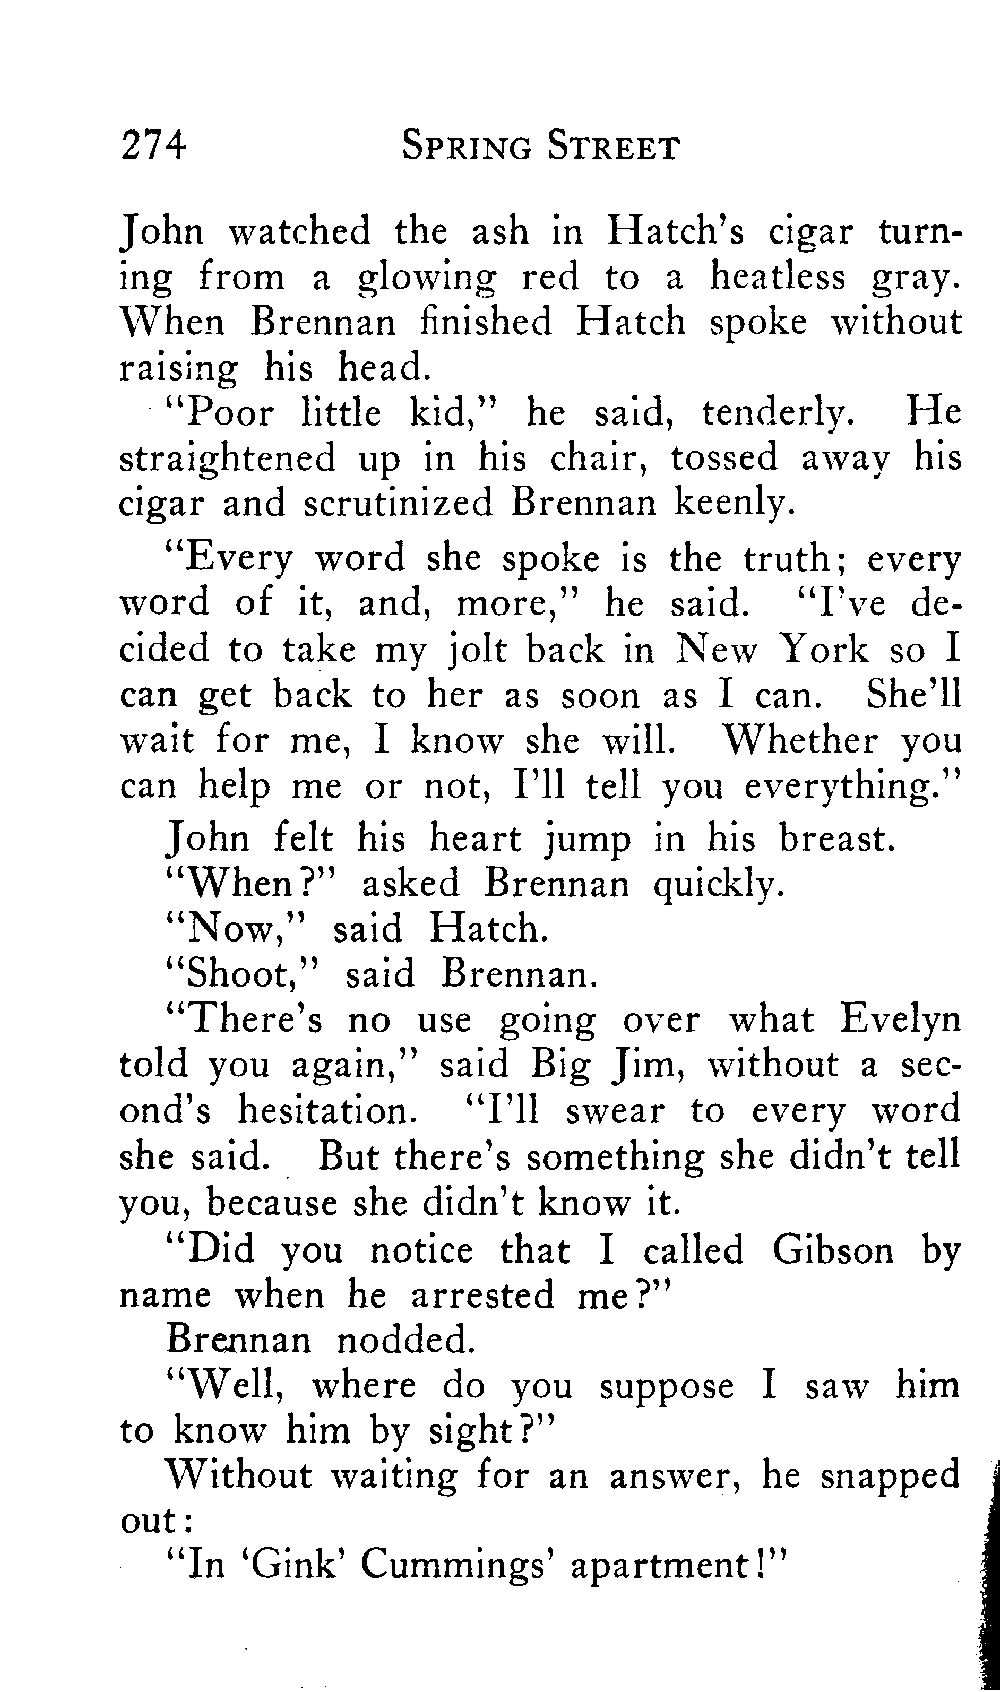 274 SPRING STREET
John watched the ash in Hatch's cigar turn-
ing from a glowing red to a heatless gray.
When Brennan finished Hatch spoke without
raising his head.
"Poor little kid," he said, tenderly. He
straightened up in his chair, tossed away his
cigar and scrutinized Brennan keenly.
"Every word she spoke is the truth; every
word of it, and, more," he said. "I've de-
cided to take my jolt back in New York so I
can get back to her as soon as I can. She'll
wait for me, I know she will. Whether you
can help me or not, I'll tell you everything."
John felt his heart jump in his breast.
"When?" asked Brennan quickly.
"Now," said Hatch.
"Shoot," said Brennan.
"There's no use going over what Evelyn
told you again," said Big Jim, without a sec-
ond's hesitation. "I'll swear to every word
she said. But there's something she didn't tell
you, because she didn't know it.
"Did you notice that I called Gibson by
name when he arrested me?"
Brennan nodded.
"Well, where do you suppose I saw him
to know him by sight?"
Without waiting for an answer, he snapped
out:
"In 'Gink' Cummings' apartment!"